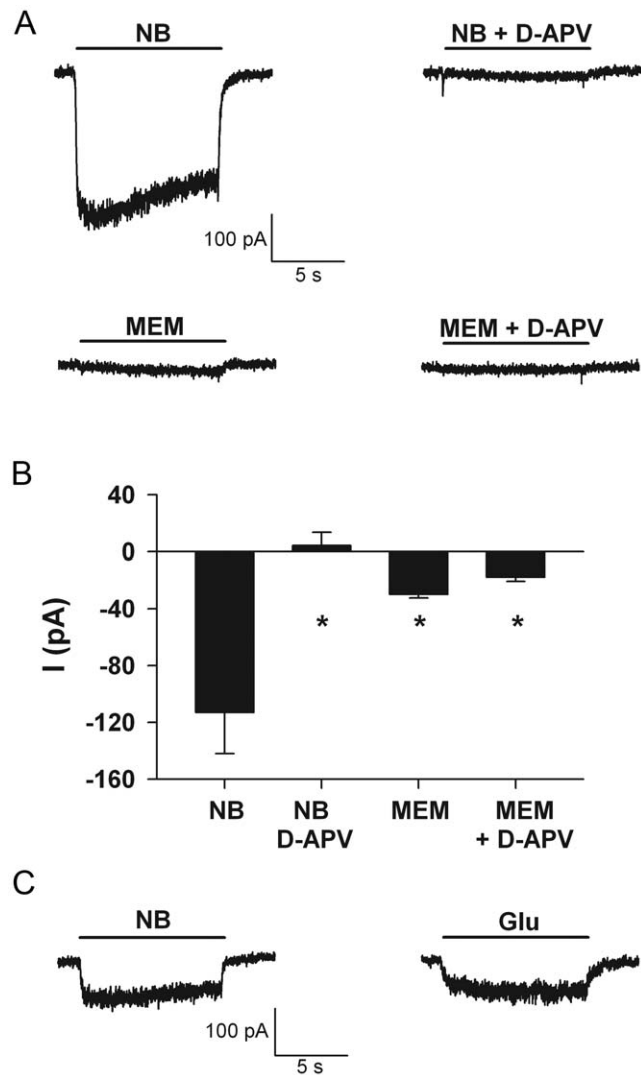 A
NB
NB + D-APV
100 pA
5 s
MEM
MEM + D-APV
B
I (pA)
40
0
-40
-80
-120
-160
* * *
NB
NB
D-APV
MEM
MEM
+ D-APV
C
NB
Glu
100 pA
5 s